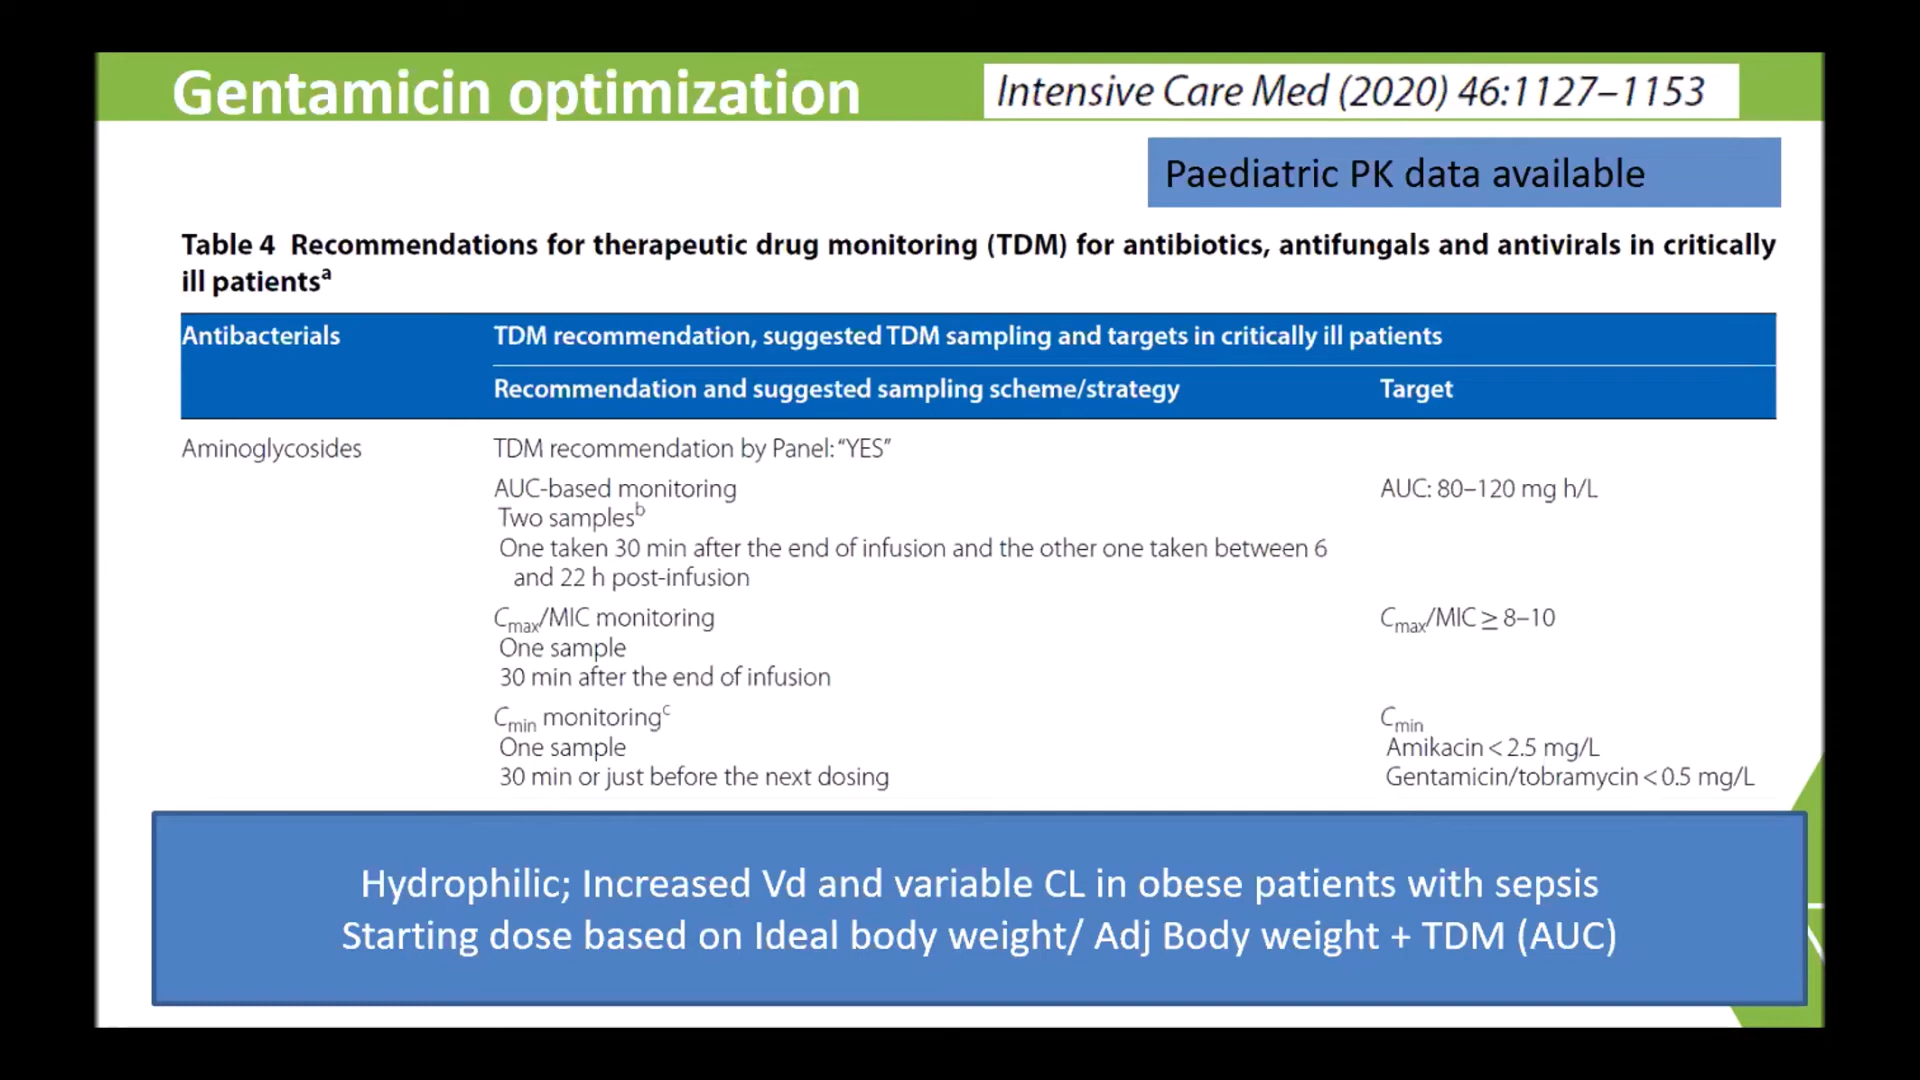 Gentamicin optimization
Intensive Care Med (2020) 46:1127–1153
Paediatric PK data available
Table 4 Recommendations for therapeutic drug monitoring (TDM) for antibiotics, antifungals and antivirals in critically
ill patientsᵃ
Antibacterials
TDM recommendation, suggested TDM sampling and targets in critically ill patients
Recommendation and suggested sampling scheme/strategy
Target
Aminoglycosides
TDM recommendation by Panel: “YES”
AUC-based monitoring
AUC: 80–120 mg h/L
Two samplesᵇ
One taken 30 min after the end of infusion and the other one taken between 6
and 22 h post-infusion
Cmax/MIC monitoring
Cmax/MIC ≥ 8–10
One sample
30 min after the end of infusion
Cmin monitoringᶜ
Cmin
One sample
Amikacin < 2.5 mg/L
30 min or just before the next dosing
Gentamicin/tobramycin < 0.5 mg/L
Hydrophilic; Increased Vd and variable CL in obese patients with sepsis
Starting dose based on Ideal body weight/ Adj Body weight + TDM (AUC)